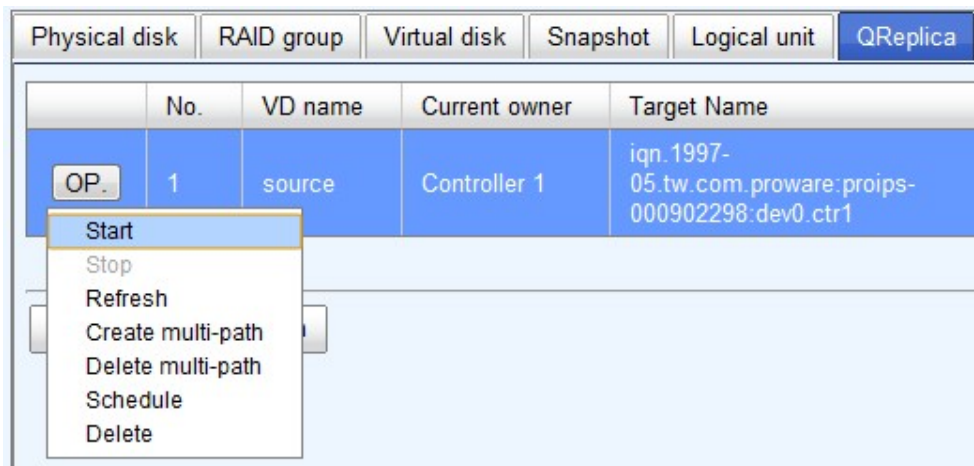 Physical disk RAID group Virtual disk Snapshot Logical unit QReplica
No. VD name Current owner Target Name
OP. 1 source Controller 1 iqn.1997-
05.tw.com.proware:proips-
000902298:dev0.ctr1
Start
Stop
Refresh
Create multi-path
Delete multi-path
Schedule
Delete